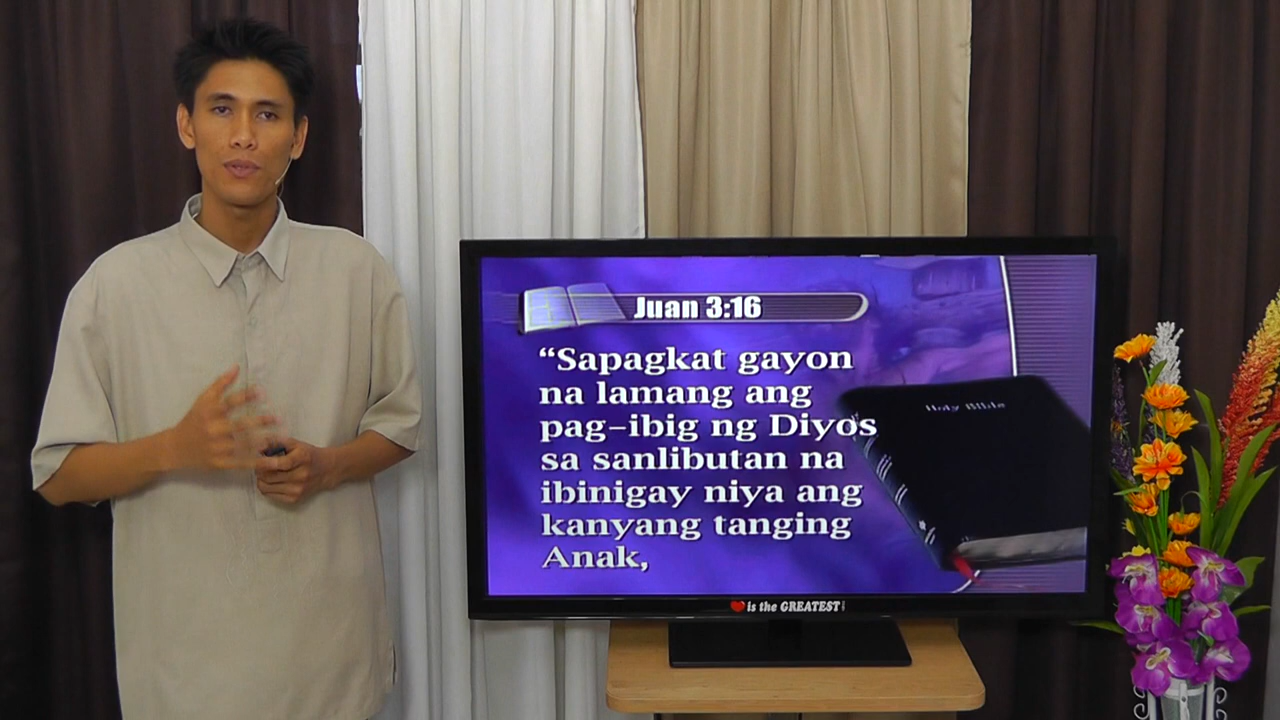 Juan 3:16
“Sapagkat gayon
na lamang ang
pag-ibig ng Diyos
sa sanlibutan na
ibinigay niya ang
kanyang tanging
Anak,
Holy Bible
is the GREATEST!